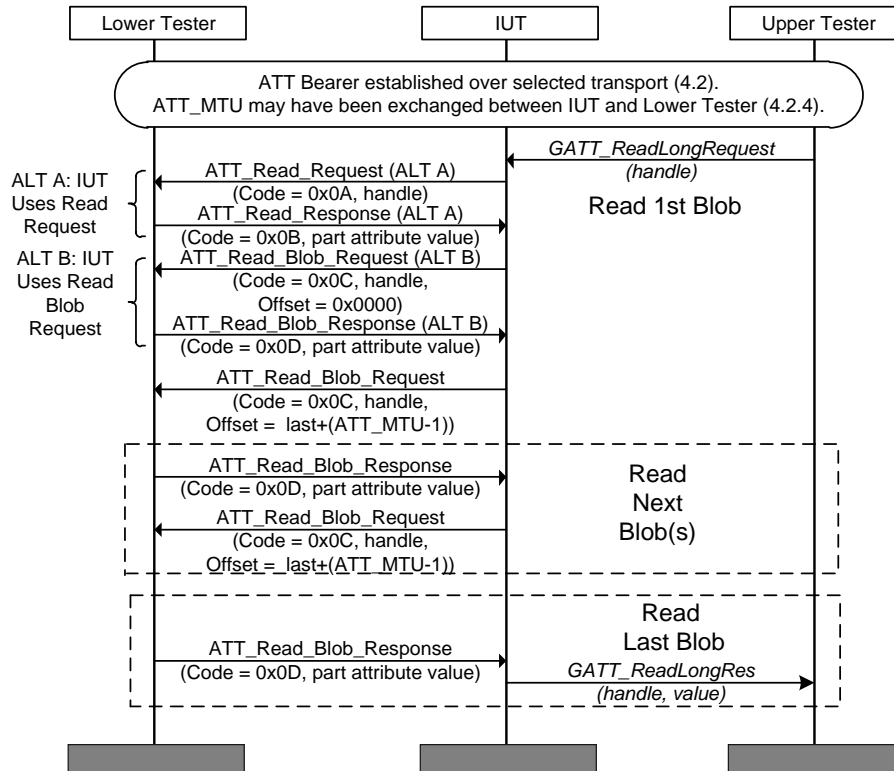 Lower Tester
IUT
Upper Tester
ATT Bearer established over selected transport (4.2).
ATT_MTU may have been exchanged between IUT and Lower Tester (4.2.4).
GATT_ReadLongRequest
(handle)
Read 1st Blob
ALT A: IUT
Uses Read
Request
ATT_Read_Request (ALT A)
(Code = 0x0A, handle)
ATT_Read_Response (ALT A)
(Code = 0x0B, part attribute value)
ALT B: IUT
Uses Read
Blob
Request
ATT_Read_Blob_Request (ALT B)
(Code = 0x0C, handle,
Offset = 0x0000)
ATT_Read_Blob_Response (ALT B)
(Code = 0x0D, part attribute value)
ATT_Read_Blob_Request
(Code = 0x0C, handle,
Offset = last+(ATT_MTU-1))
ATT_Read_Blob_Response
(Code = 0x0D, part attribute value)
ATT_Read_Blob_Request
(Code = 0x0C, handle,
Offset = last+(ATT_MTU-1))
Read
Next
Blob(s)
Read
Last Blob
ATT_Read_Blob_Response
(Code = 0x0D, part attribute value)
GATT_ReadLongRes
(handle, value)